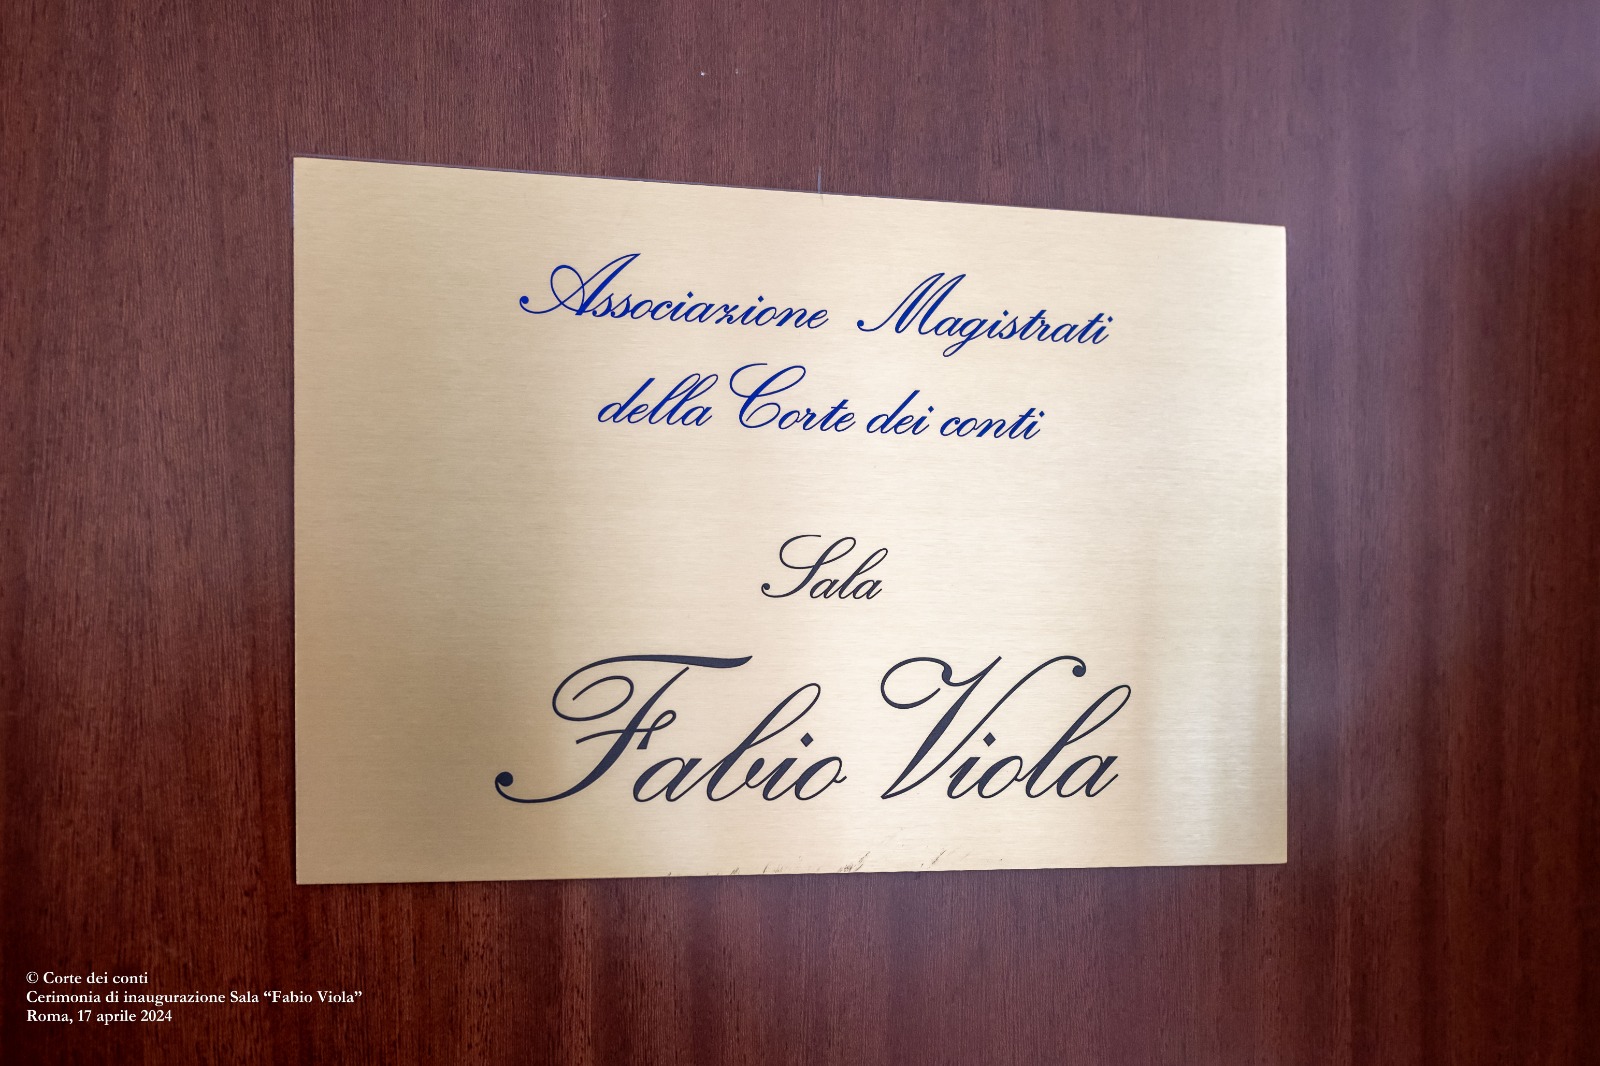 Associazione Magistrati
della Corte dei conti
Sala
Fabio Viola
© Corte dei conti
Cerimonia di inaugurazione Sala “Fabio Viola”
Roma, 17 aprile 2024